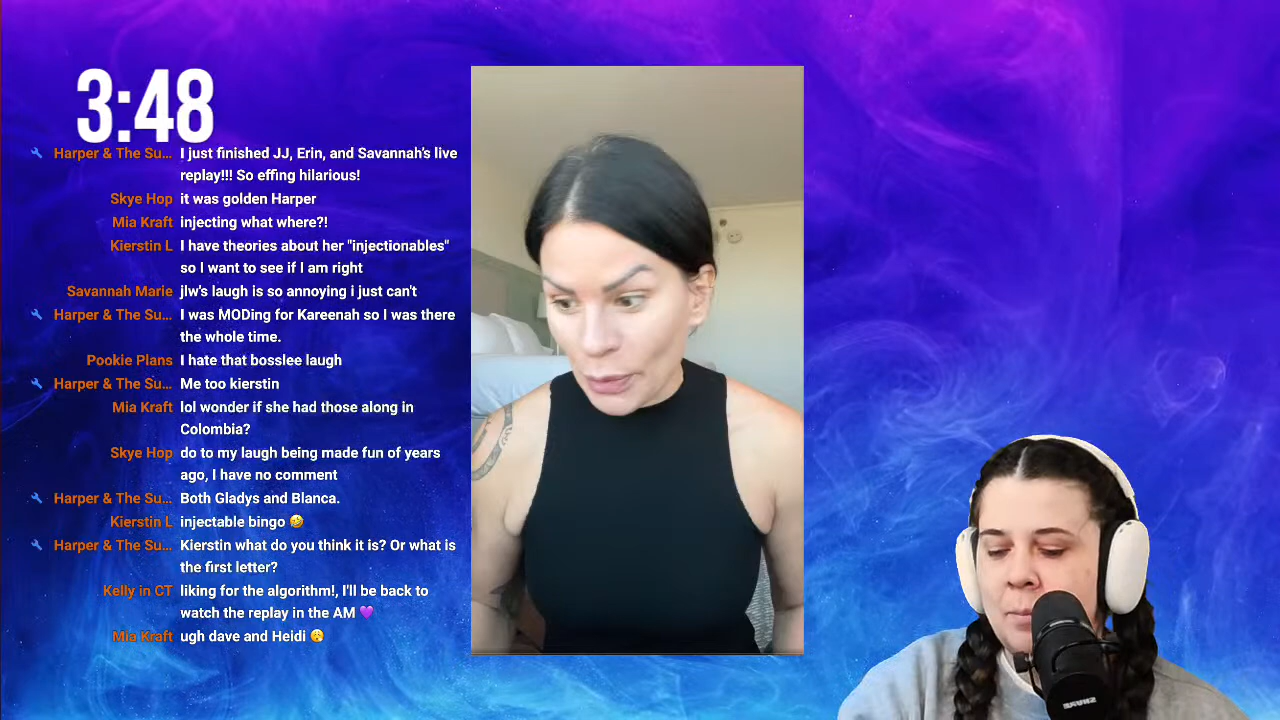 3:48
Harper & The Su... I just finished JJ, Erin, and Savannah's live
replay!!! So effing hilarious!
Skye Hop it was golden Harper
Mia Kraft injecting what where?!
Kierstin L I have theories about her "injectionables"
so I want to see if I am right
Savannah Marie jlw's laugh is so annoying i just can't
Harper & The Su... I was MODing for Kareenah so I was there
the whole time.
Pookie Plans I hate that bosslee laugh
Harper & The Su... Me too kierstin
Mia Kraft lol wonder if she had those along in
Colombia?
Skye Hop do to my laugh being made fun of years
ago, I have no comment
Harper & The Su... Both Gladys and Blanca.
Kierstin L injectable bingo 🤣
Harper & The Su... Kierstin what do you think it is? Or what is
the first letter?
Kelly in CT liking for the algorithm!, I'll be back to
watch the replay in the AM 💜
Mia Kraft ugh dave and Heidi 😩
SHURE